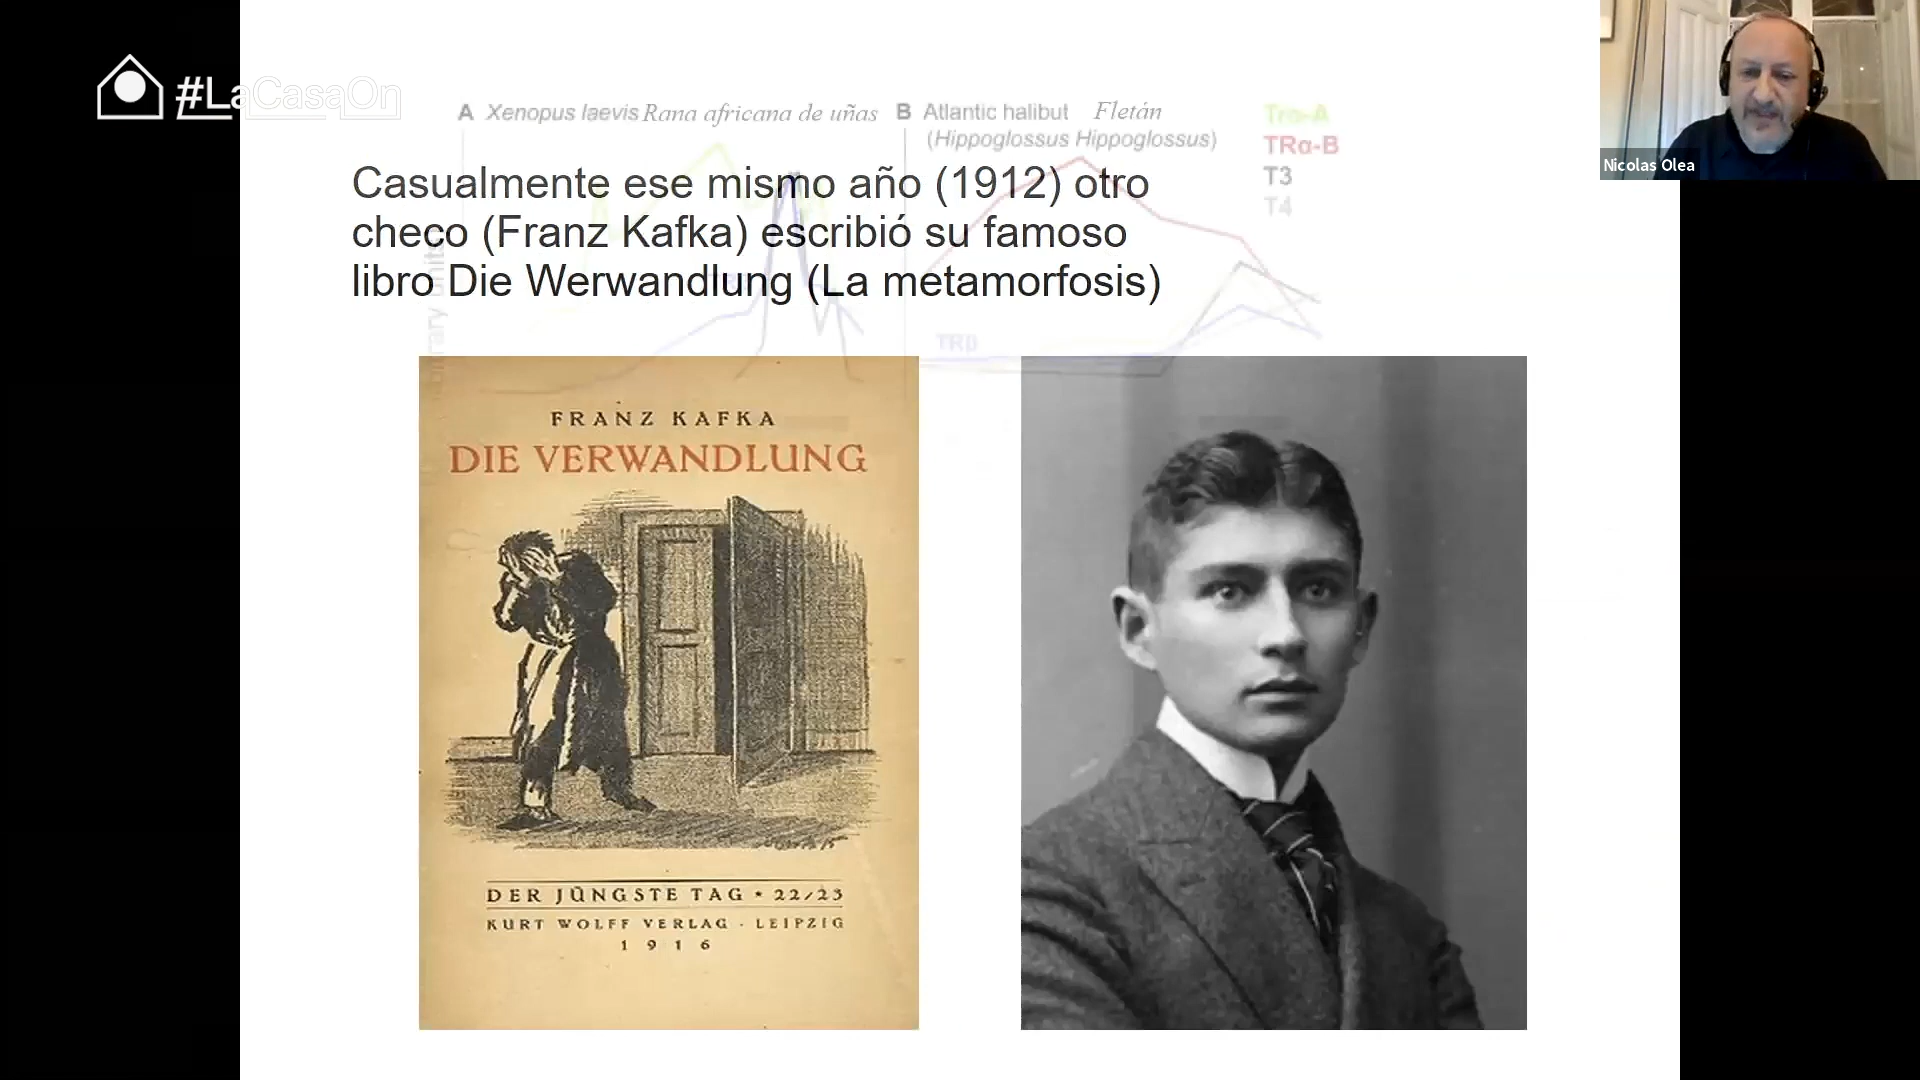 #LaCasaOn
A Xenopus laevis Rana africana de uñas
B Atlantic halibut Fletán
(Hippoglossus Hippoglossus)
Trα-A
TRα-B
T3
T4
Nicolas Olea
Casualmente ese mismo año (1912) otro
checo (Franz Kafka) escribió su famoso
libro Die Werwandlung (La metamorfosis)
TRβ
FRANZ KAFKA
DIE VERWANDLUNG
DER JÜNGSTE TAG * 22/23
KURT WOLFF VERLAG · LEIPZIG
1916